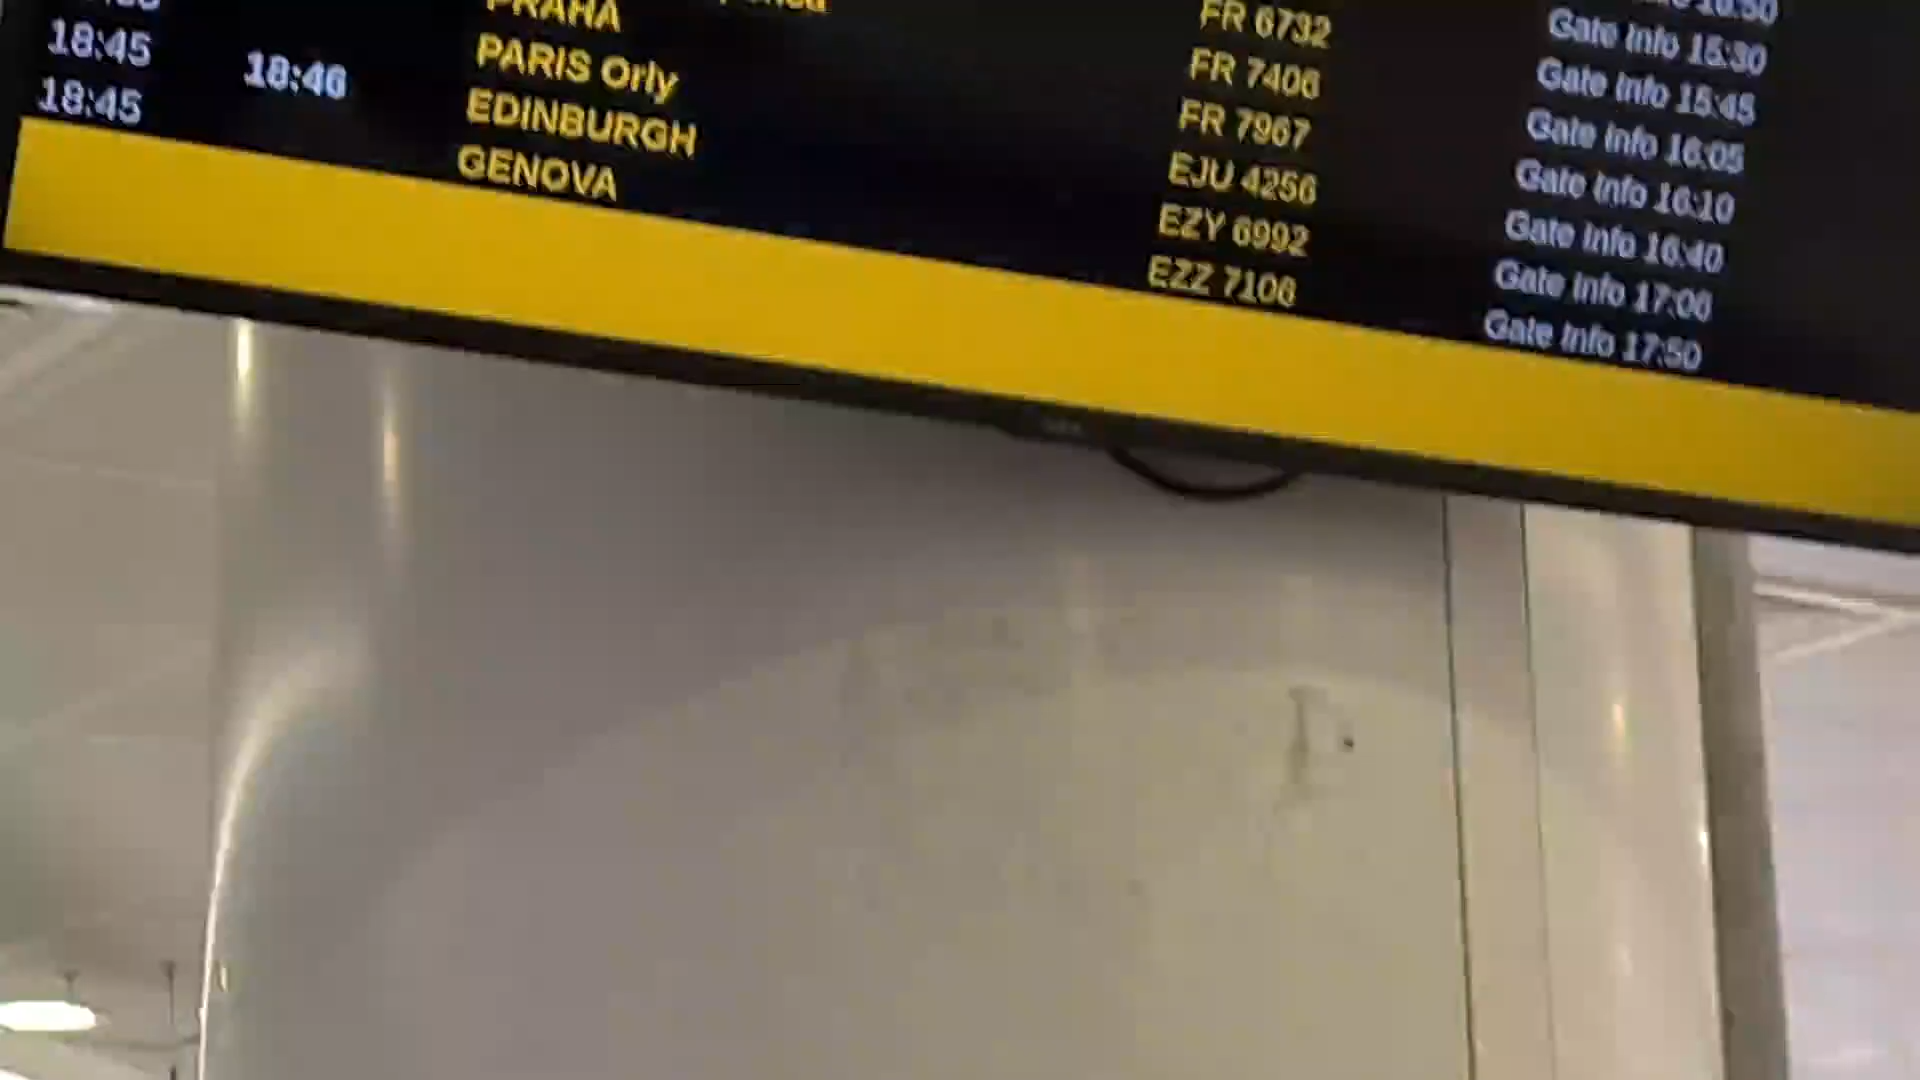 Gate Info 15:30
FR 6732 Gate Info 15:45
FR 7406 Gate Info 16:05
PRAHA FR 7967 Gate Info 16:10
PARIS Orly EJU 4256 Gate Info 16:40
18:45 18:46 EDINBURGH EZY 6992 Gate Info 17:00
18:45 GENOVA EZZ 7106 Gate Info 17:50